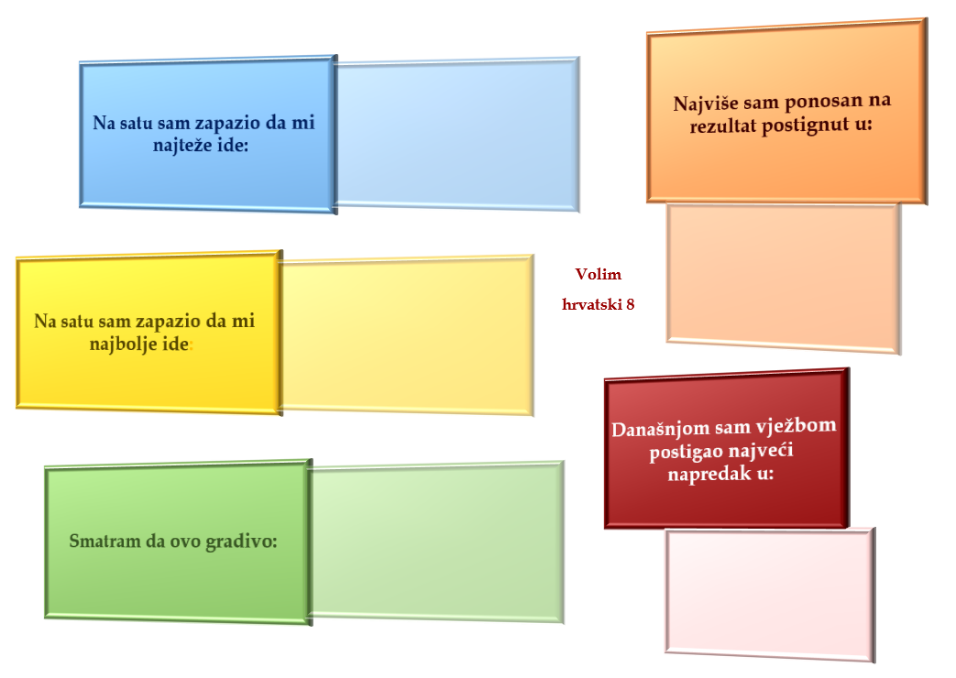 Na satu sam zapazio da mi
najteže ide:
Najviše sam ponosan na
rezultat postignut u:
Na satu sam zapazio da mi
najbolje ide:
Volim
hrvatski 8
Današnjom sam vježbom
postigao najveći
napredak u:
Smatram da ovo gradivo: